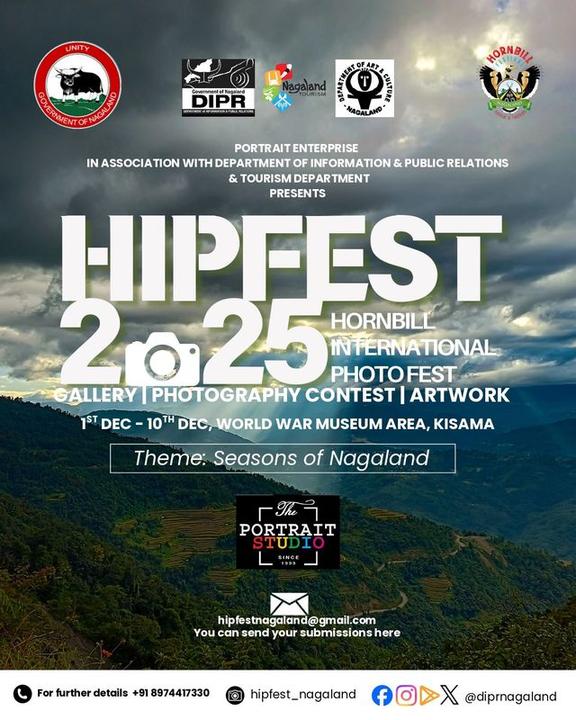 UNITY
GOVERNMENT OF NAGALAND
Government of Nagaland
DIPR
Nagaland
TOURISM
DEPARTMENT OF ART & CULTURE
NAGALAND
HORNBILL
PORTRAIT ENTERPRISE
IN ASSOCIATION WITH DEPARTMENT OF INFORMATION & PUBLIC RELATIONS
& TOURISM DEPARTMENT
PRESENTS
HIPFEST
2025
HORNBILL
INTERNATIONAL
PHOTO FEST
GALLERY | PHOTOGRAPHY CONTEST | ARTWORK
1ST DEC - 10TH DEC, WORLD WAR MUSEUM AREA, KISAMA
Theme: Seasons of Nagaland
The
PORTRAIT
STUDIO
SINCE
1993
hipfestnagaland@gmail.com
You can send your submissions here
For further details +91 8974417330
hipfest_nagaland
@diprnagaland